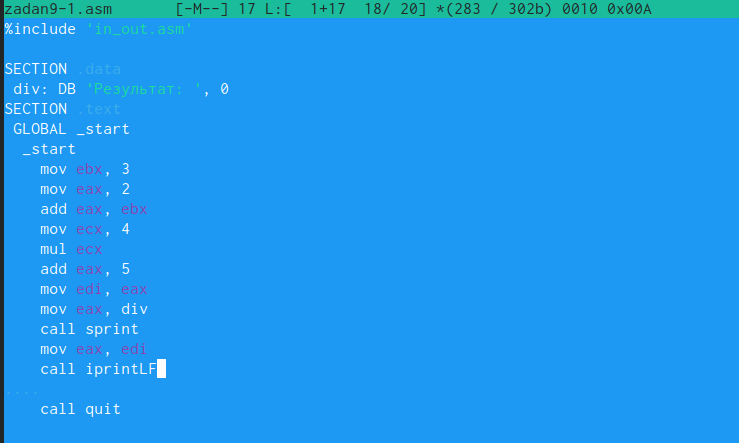 zadan9-1.asm       [-M--] 17 L:[  1+17  18/ 20] *(283 / 302b) 0010 0x00A
%include 'in_out.asm'

SECTION .data
 div: DB 'Результат: ', 0
SECTION .text
 GLOBAL _start
  _start
    mov ebx, 3
    mov eax, 2
    add eax, ebx
    mov ecx, 4
    mul ecx
    add eax, 5
    mov edi, eax
    mov eax, div
    call sprint
    mov eax, edi
    call iprintLF
....
    call quit